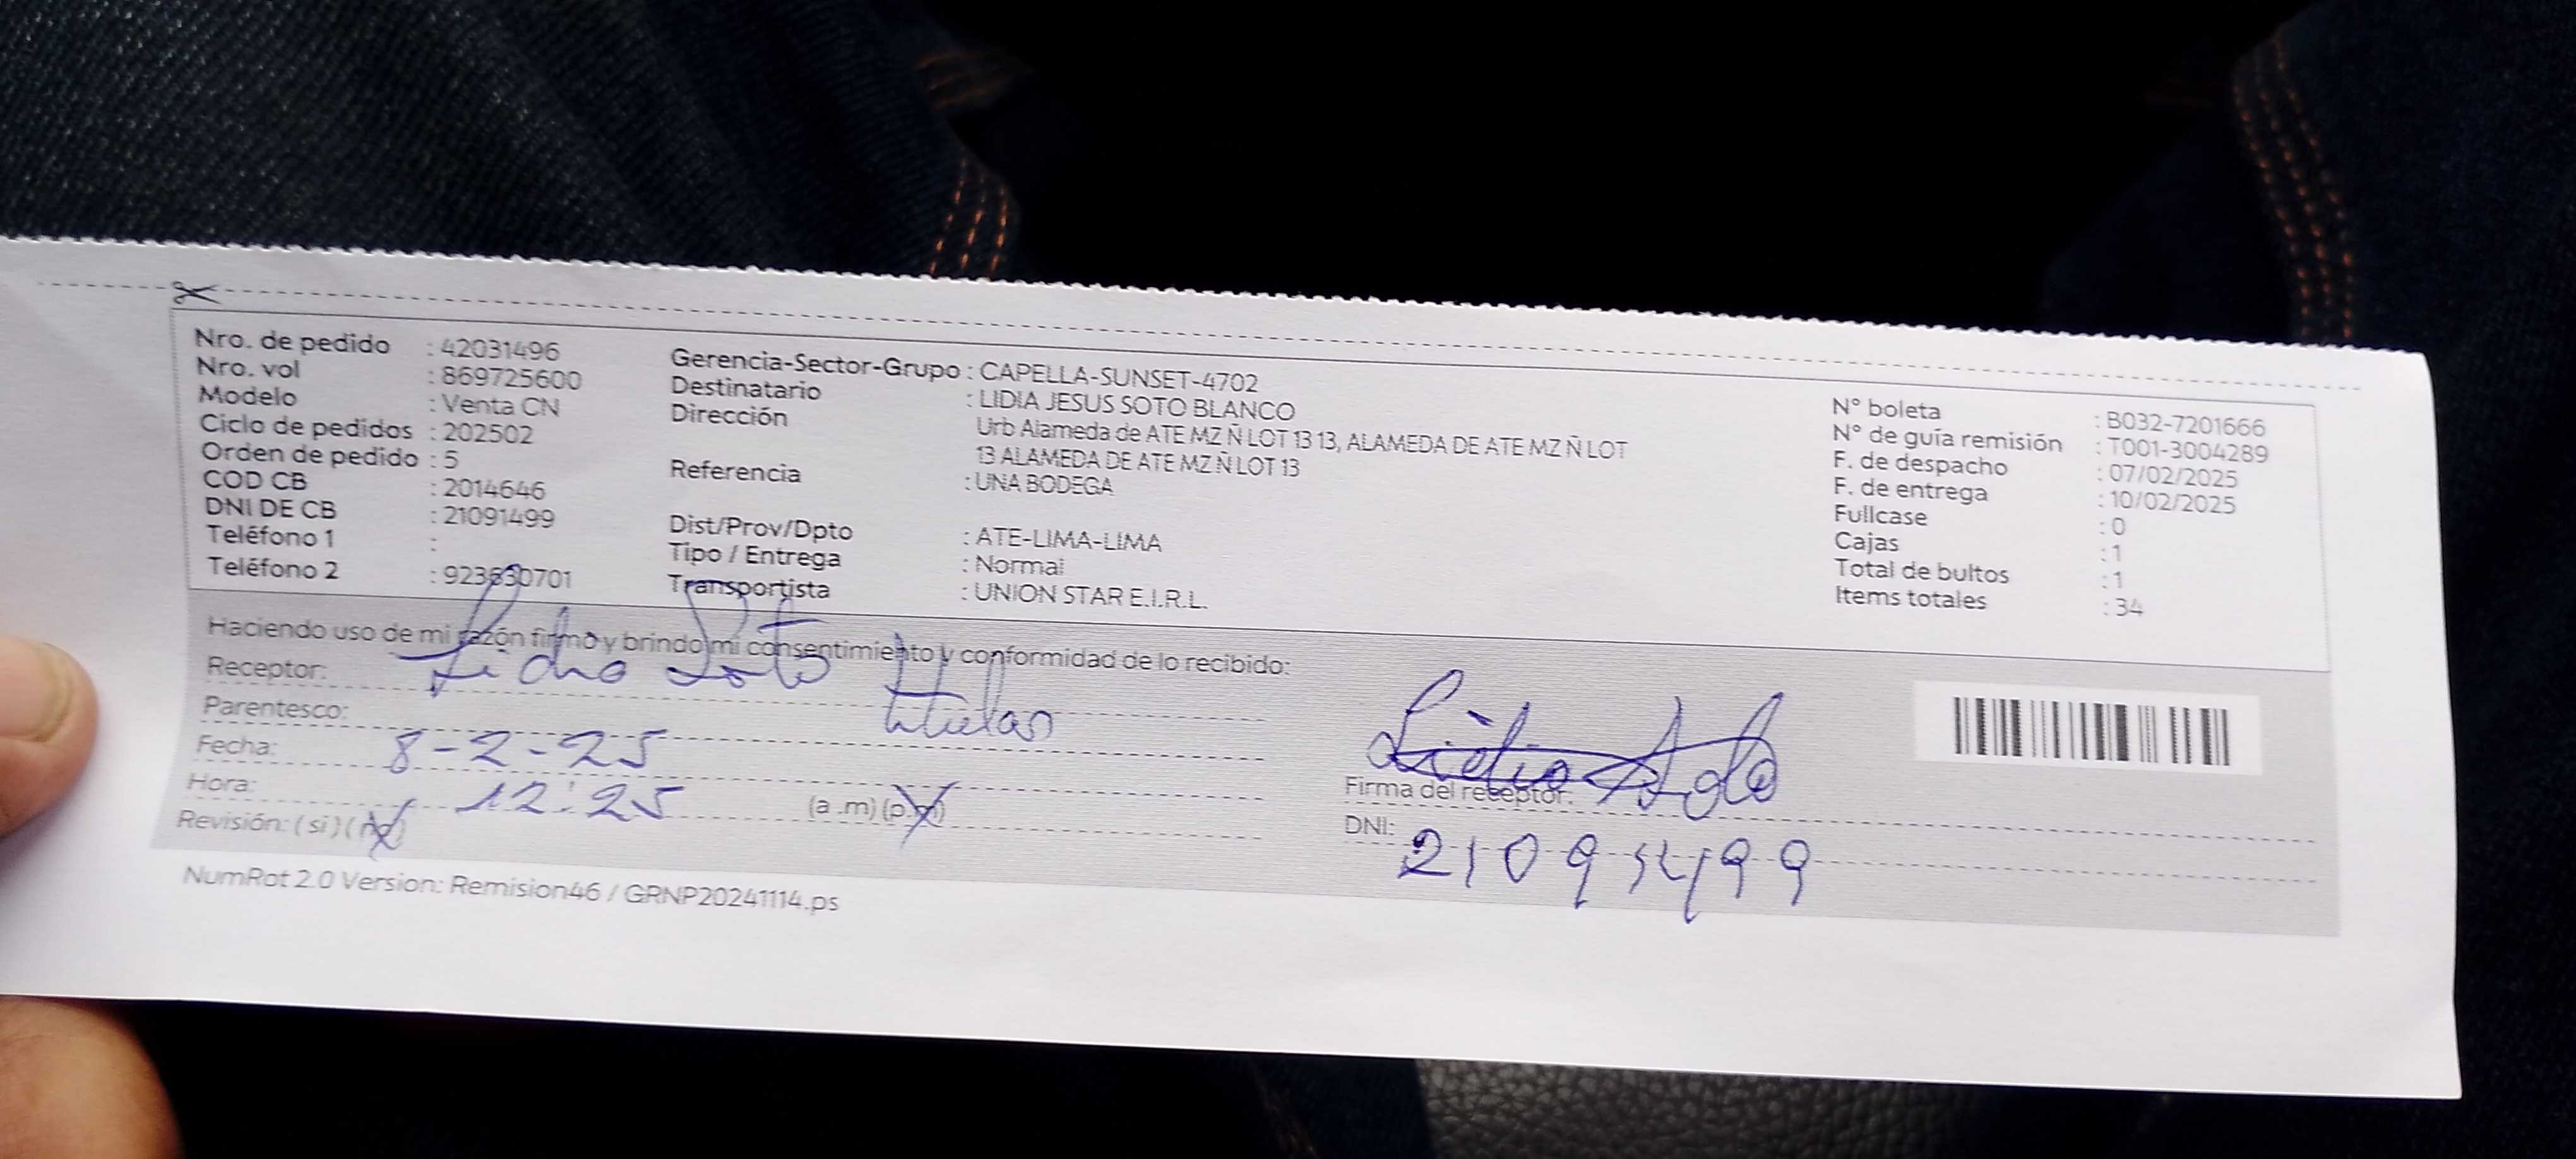 Nro. de pedido : 42031496
Nro. vol : 869725600
Modelo : Venta CN
Ciclo de pedidos : 202502
Orden de pedido : 5
COD CB : 2014646
DNI DE CB : 21091499
Teléfono 1 :
Teléfono 2 : 923630701
Gerencia-Sector-Grupo : CAPELLA-SUNSET-4702
Destinatario : LIDIA JESUS SOTO BLANCO
Dirección Urb Alameda de ATE MZ Ñ LOT 13 13, ALAMEDA DE ATE MZ Ñ LOT
13 ALAMEDA DE ATE MZ Ñ LOT 13
Referencia : UNA BODEGA
Dist/Prov/Dpto : ATE-LIMA-LIMA
Tipo / Entrega : Normal
Transportista : UNION STAR E.I.R.L.
N° boleta : B032-7201666
N° de guía remisión : T001-3004289
F. de despacho : 07/02/2025
F. de entrega : 10/02/2025
Fullcase : 0
Cajas : 1
Total de bultos : 1
Items totales : 34
Haciendo uso de mi razón firmo y brindo mi consentimiento y conformidad de lo recibido:
Receptor: Lidia Soto
Parentesco: titular
Fecha: 8-2-25
Hora: 12:25 (a .m) (p.m)
Revisión: ( si ) ( no )
Lidia Soto
Firma del receptor:
DNI: 21091499
NumRot 2.0 Version: Remision46 / GRNP20241114.ps